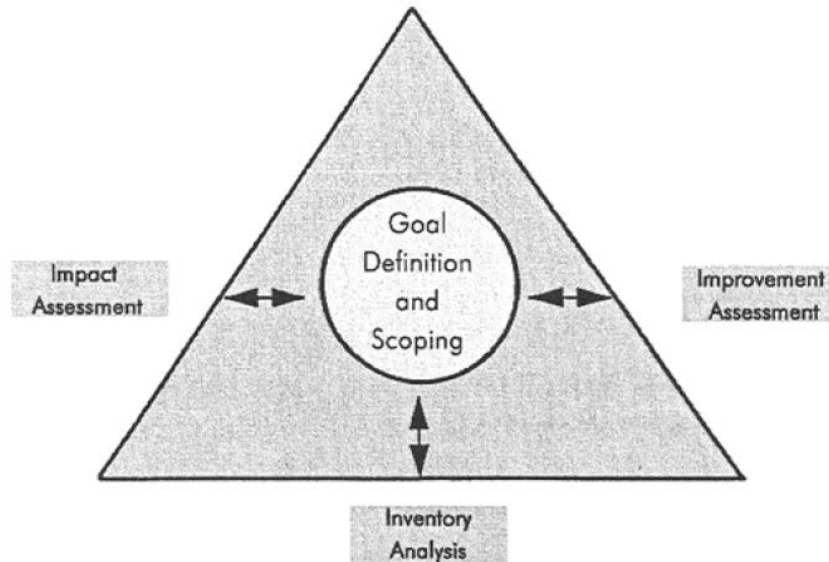 Goal
Definition
and
Scoping
Impact
Assessment
Improvement
Assessment
Inventory
Analysis